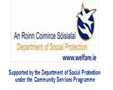 An Roinn Coimirce Sóisialaí
Department of Social Protection
www.welfare.ie
Supported by the Department of Social Protection
under the Community Services Programme